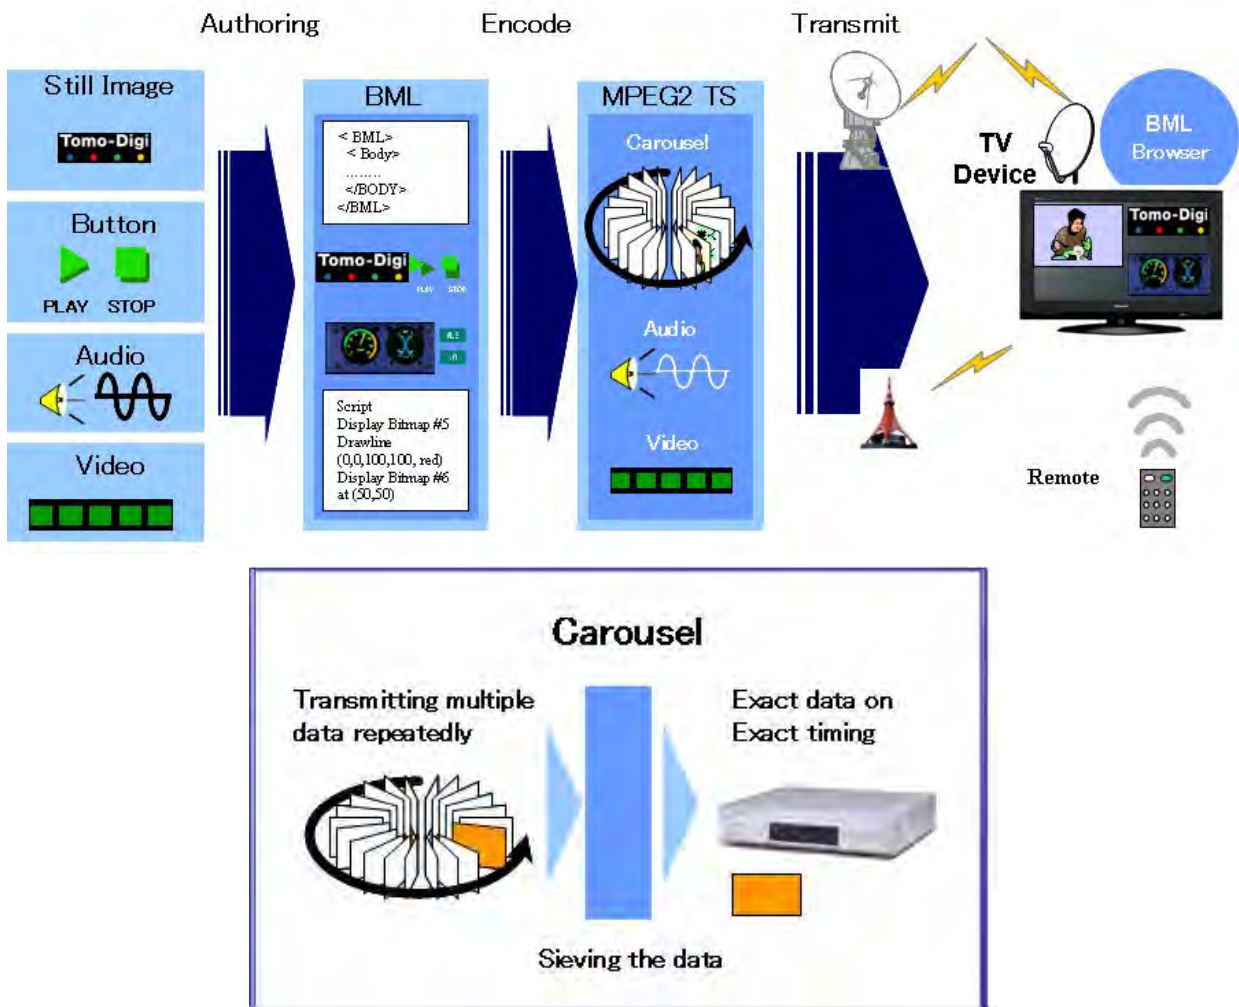 Authoring
Encode
Transmit
Still Image
Tomo-Digi
Button
PLAY STOP
Audio
Video
BML
< BML>
< Body>
........
</BODY>
</BML>
Tomo-Digi
PLAY STOP
Script
Display Bitmap #5
Drawline
(0,0,100,100, red)
Display Bitmap #6
at (50,50)
MPEG2 TS
Carousel
Audio
Video
TV
Device
BML
Browser
Tomo-Digi
Remote
Carousel
Transmitting multiple
data repeatedly
Exact data on
Exact timing
Sieving the data